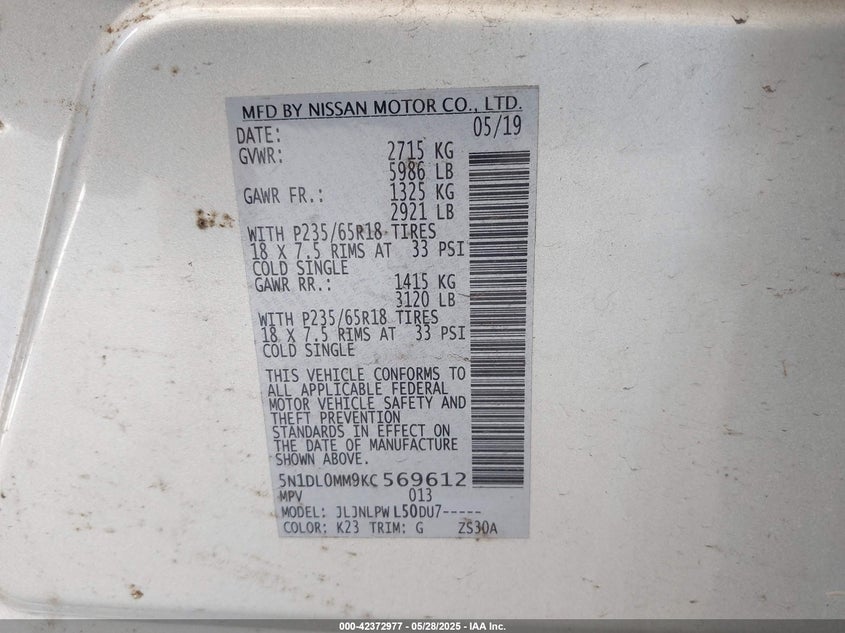 MFD BY NISSAN MOTOR CO., LTD.
DATE: 05/19
GVWR: 2715 KG
5986 LB
GAWR FR.: 1325 KG
2921 LB
WITH P235/65R18 TIRES
18 X 7.5 RIMS AT 33 PSI
COLD SINGLE
GAWR RR.: 1415 KG
3120 LB
WITH P235/65R18 TIRES
18 X 7.5 RIMS AT 33 PSI
COLD SINGLE
THIS VEHICLE CONFORMS TO
ALL APPLICABLE FEDERAL
MOTOR VEHICLE SAFETY AND
THEFT PREVENTION
STANDARDS IN EFFECT ON
THE DATE OF MANUFACTURE
SHOWN ABOVE.
5N1DL0MM9KC569612
MPV 013
MODEL: JLJNLPWL50DU7-----
COLOR: K23 TRIM: G ZS30A
000-42372977 — 05/28/2025 — IAA Inc.